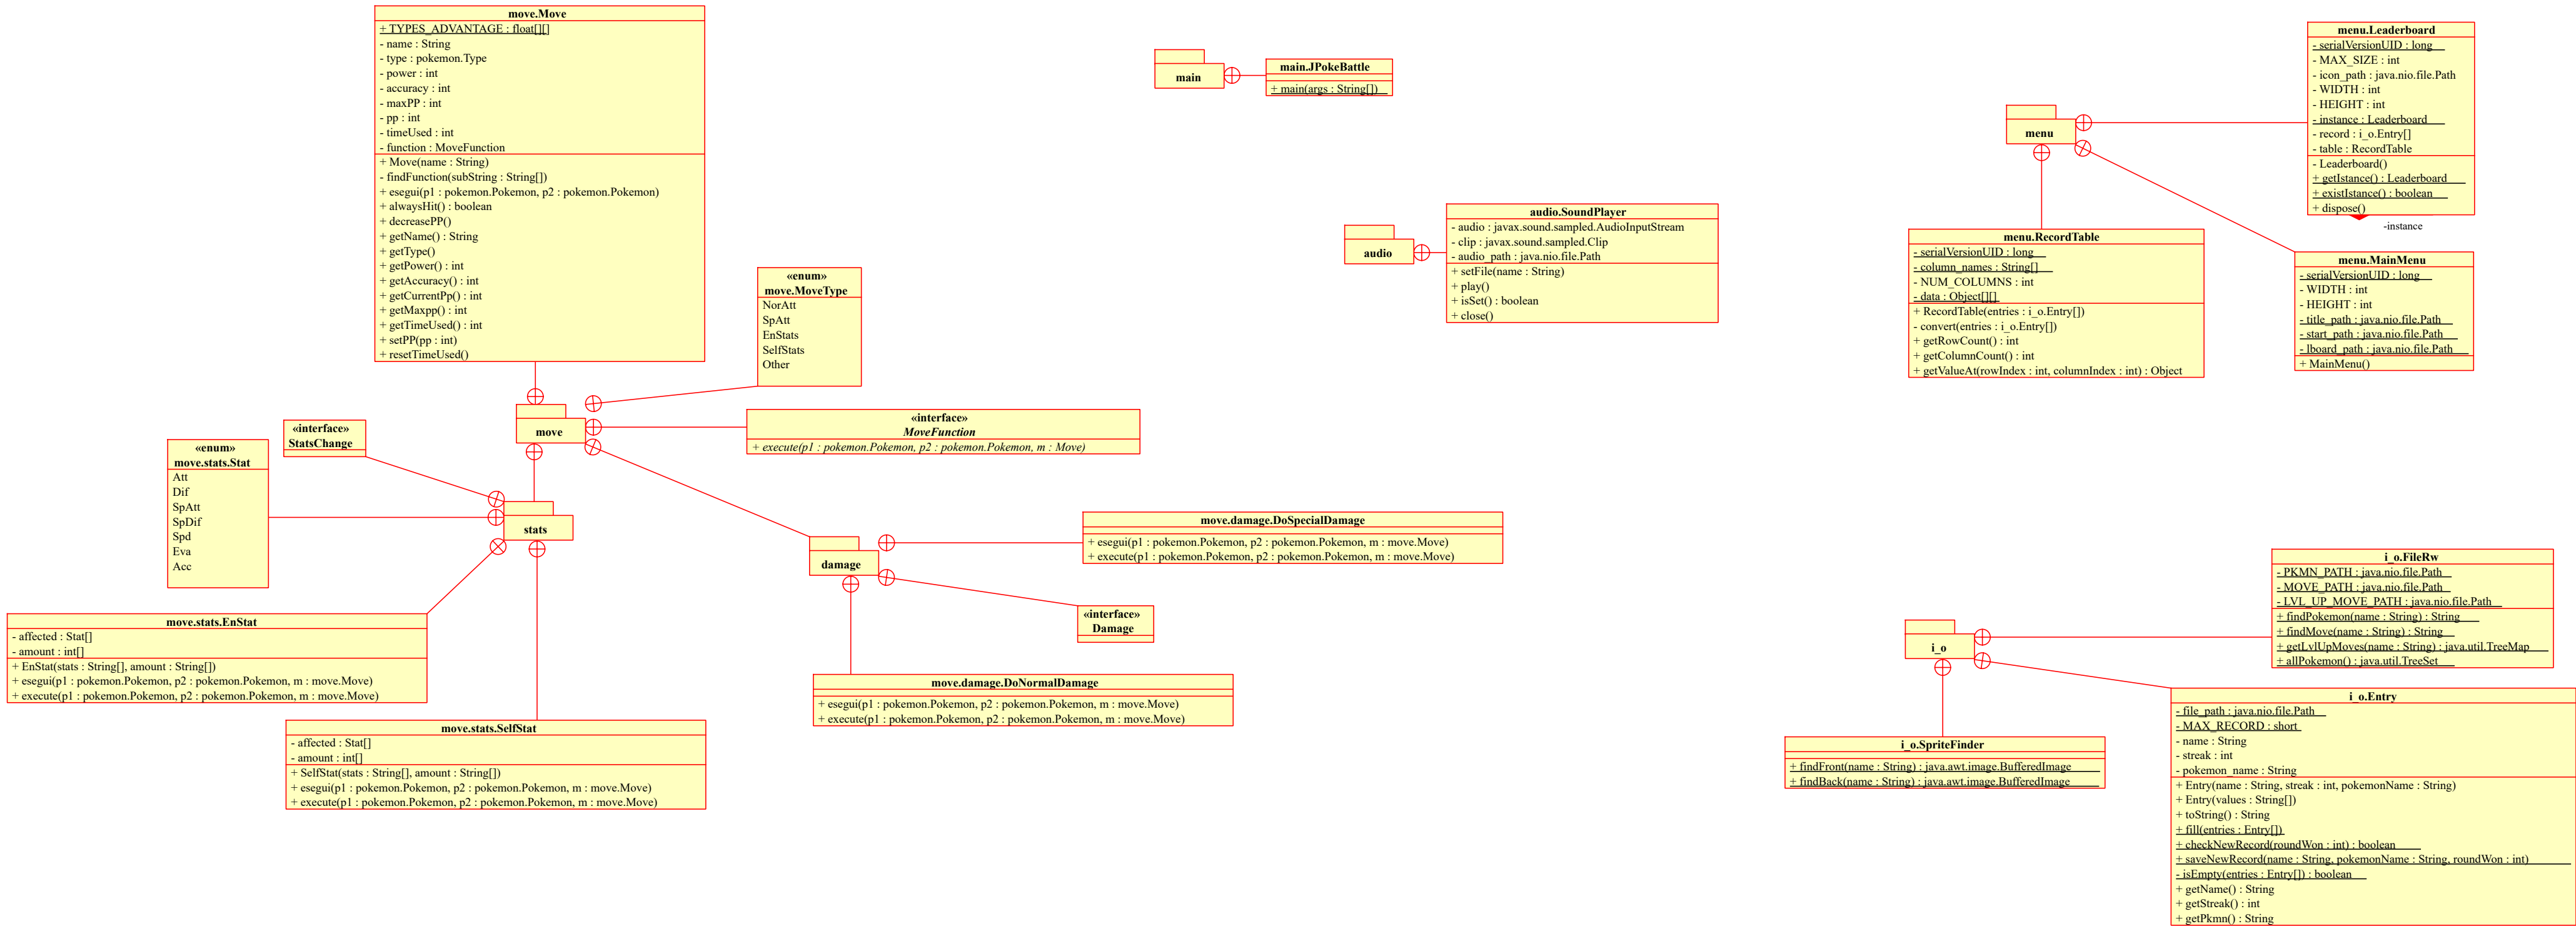 move.Move
+ TYPES_ADVANTAGE : float[][]
- name : String
- type : pokemon.Type
- power : int
- accuracy : int
- maxPP : int
- pp : int
- timeUsed : int
- function : MoveFunction
+ Move(name : String)
- findFunction(subString : String[])
+ esegui(p1 : pokemon.Pokemon, p2 : pokemon.Pokemon)
+ alwaysHit() : boolean
+ decreasePP()
+ getName() : String
+ getType()
+ getPower() : int
+ getAccuracy() : int
+ getCurrentPp() : int
+ getMaxpp() : int
+ getTimeUsed() : int
+ setPP(pp : int)
+ resetTimeUsed()
main
main.JPokeBattle
+ main(args : String[])
menu.Leaderboard
- serialVersionUID : long
- MAX_SIZE : int
- icon_path : java.nio.file.Path
- WIDTH : int
- HEIGHT : int
- instance : Leaderboard
- record : i_o.Entry[]
- table : RecordTable
- Leaderboard()
+ getIstance() : Leaderboard
+ existIstance() : boolean
+ dispose()
-instance
menu
audio
audio.SoundPlayer
- audio : javax.sound.sampled.AudioInputStream
- clip : javax.sound.sampled.Clip
- audio_path : java.nio.file.Path
+ setFile(name : String)
+ play()
+ isSet() : boolean
+ close()
menu.RecordTable
- serialVersionUID : long
- column_names : String[]
- NUM_COLUMNS : int
- data : Object[][]
+ RecordTable(entries : i_o.Entry[])
- convert(entries : i_o.Entry[])
+ getRowCount() : int
+ getColumnCount() : int
+ getValueAt(rowIndex : int, columnIndex : int) : Object
menu.MainMenu
- serialVersionUID : long
- WIDTH : int
- HEIGHT : int
- title_path : java.nio.file.Path
- start_path : java.nio.file.Path
- lboard_path : java.nio.file.Path
+ MainMenu()
«enum»
move.MoveType
NorAtt
SpAtt
EnStats
SelfStats
Other
move
«interface»
MoveFunction
+ execute(p1 : pokemon.Pokemon, p2 : pokemon.Pokemon, m : Move)
«interface»
StatsChange
«enum»
move.stats.Stat
Att
Dif
SpAtt
SpDif
Spd
Eva
Acc
stats
move.stats.EnStat
- affected : Stat[]
- amount : int[]
+ EnStat(stats : String[], amount : String[])
+ esegui(p1 : pokemon.Pokemon, p2 : pokemon.Pokemon, m : move.Move)
+ execute(p1 : pokemon.Pokemon, p2 : pokemon.Pokemon, m : move.Move)
move.stats.SelfStat
- affected : Stat[]
- amount : int[]
+ SelfStat(stats : String[], amount : String[])
+ esegui(p1 : pokemon.Pokemon, p2 : pokemon.Pokemon, m : move.Move)
+ execute(p1 : pokemon.Pokemon, p2 : pokemon.Pokemon, m : move.Move)
damage
move.damage.DoSpecialDamage
+ esegui(p1 : pokemon.Pokemon, p2 : pokemon.Pokemon, m : move.Move)
+ execute(p1 : pokemon.Pokemon, p2 : pokemon.Pokemon, m : move.Move)
«interface»
Damage
move.damage.DoNormalDamage
+ esegui(p1 : pokemon.Pokemon, p2 : pokemon.Pokemon, m : move.Move)
+ execute(p1 : pokemon.Pokemon, p2 : pokemon.Pokemon, m : move.Move)
i_o
i_o.FileRw
- PKMN_PATH : java.nio.file.Path
- MOVE_PATH : java.nio.file.Path
- LVL_UP_MOVE_PATH : java.nio.file.Path
+ findPokemon(name : String) : String
+ findMove(name : String) : String
+ getLvlUpMoves(name : String) : java.util.TreeMap
+ allPokemon() : java.util.TreeSet
i_o.SpriteFinder
+ findFront(name : String) : java.awt.image.BufferedImage
+ findBack(name : String) : java.awt.image.BufferedImage
i_o.Entry
- file_path : java.nio.file.Path
- MAX_RECORD : short
- name : String
- streak : int
- pokemon_name : String
+ Entry(name : String, streak : int, pokemonName : String)
+ Entry(values : String[])
+ toString() : String
+ fill(entries : Entry[])
+ checkNewRecord(roundWon : int) : boolean
+ saveNewRecord(name : String, pokemonName : String, roundWon : int)
- isEmpty(entries : Entry[]) : boolean
+ getName() : String
+ getStreak() : int
+ getPkmn() : String